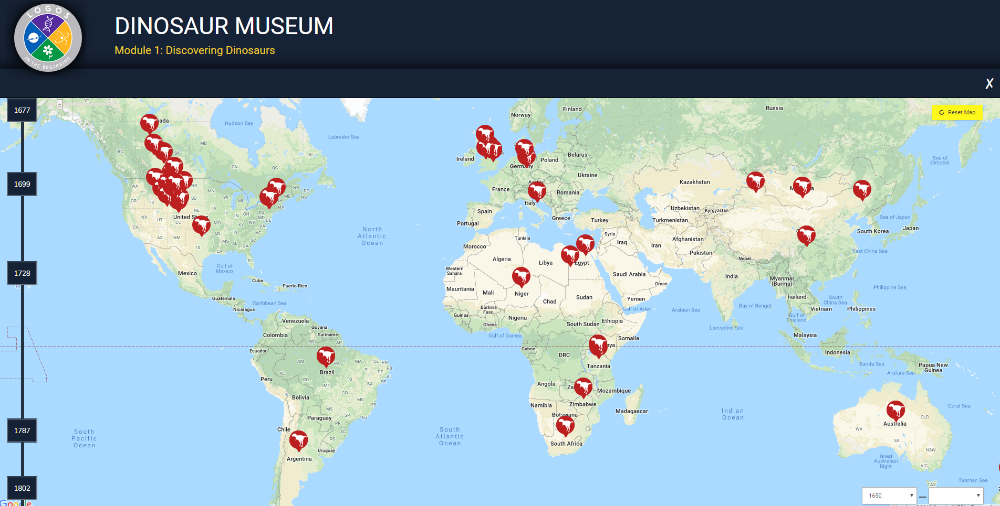 LOGOS
IN THE BEGINNING
DINOSAUR MUSEUM
Module 1: Discovering Dinosaurs
X
1677
1699
1728
1787
1802
Reset Map
YT
Hudson Bay
Labrador Sea
BC
MB
SK
ON
QC
NL
NB
PE
NS
ME
NH
MA
WA
OR
ID
ND
SD
MN
WI
MI
NE
IA
IL
IN
OH
PA
MD
DE
NV
UT
CO
United States
MO
KY
WV
VA
CA
AZ
NM
AR
TN
NC
TX
MS
AL
GA
SC
LA
FL
Gulf of
Mexico
Mexico
Cuba
Puerto Rico
Guatemala
Caribbean Sea
Nicaragua
North
Atlantic
Ocean
Venezuela
Guyana
Suriname
Colombia
RR
AP
Ecuador
AM
PA
MA
CE
RN
PB
PI
PE
AL
SE
Brazil
AC
RO
TO
BA
Peru
MT
GO
Bolivia
MG
ES
MS
SP
RJ
Paraguay
PR
SC
Chile
RS
Uruguay
Argentina
South
Pacific
Ocean
South
Atlantic
Ocean
Norway
Finland
Russia
Ireland
Poland
Belarus
Germany
Ukraine
France
Austria
Romania
Italy
Spain
Portugal
Greece
Turkey
Kazakhstan
Uzbekistan
Kyrgyzstan
Turkmenistan
Sea of
Okhotsk
Sea of Japan
South Korea
Japan
Tunisia
Syria
Iraq
Iran
Afghanistan
Pakistan
Morocco
Algeria
Libya
Egypt
Western
Sahara
Saudi Arabia
Oman
Nepal
India
East China Sea
Myanmar
(Burma)
Mauritania
Mali
Niger
Chad
Sudan
Yemen
Gulf of Aden
Arabian Sea
Bay of Bengal
Thailand
South
China Sea
Vietnam
Philippines
Philippine Sea
Gulf of
Thailand
Burkina
Faso
Guinea
Ghana
Nigeria
South Sudan
Ethiopia
Somalia
Gulf of Guinea
Gabon
DRC
Tanzania
Laccadive Sea
Malaysia
Indonesia
Banda Sea
Arafura Sea
Papua New
Guinea
Angola
Mozambique
Zimbabwe
Namibia
Botswana
Madagascar
South Africa
Indian
Ocean
Coral Sea
Australia
QLD
WA
SA
NSW
VIC
TAS
Great
Australian
Bight
Tasman Sea
1650
Google